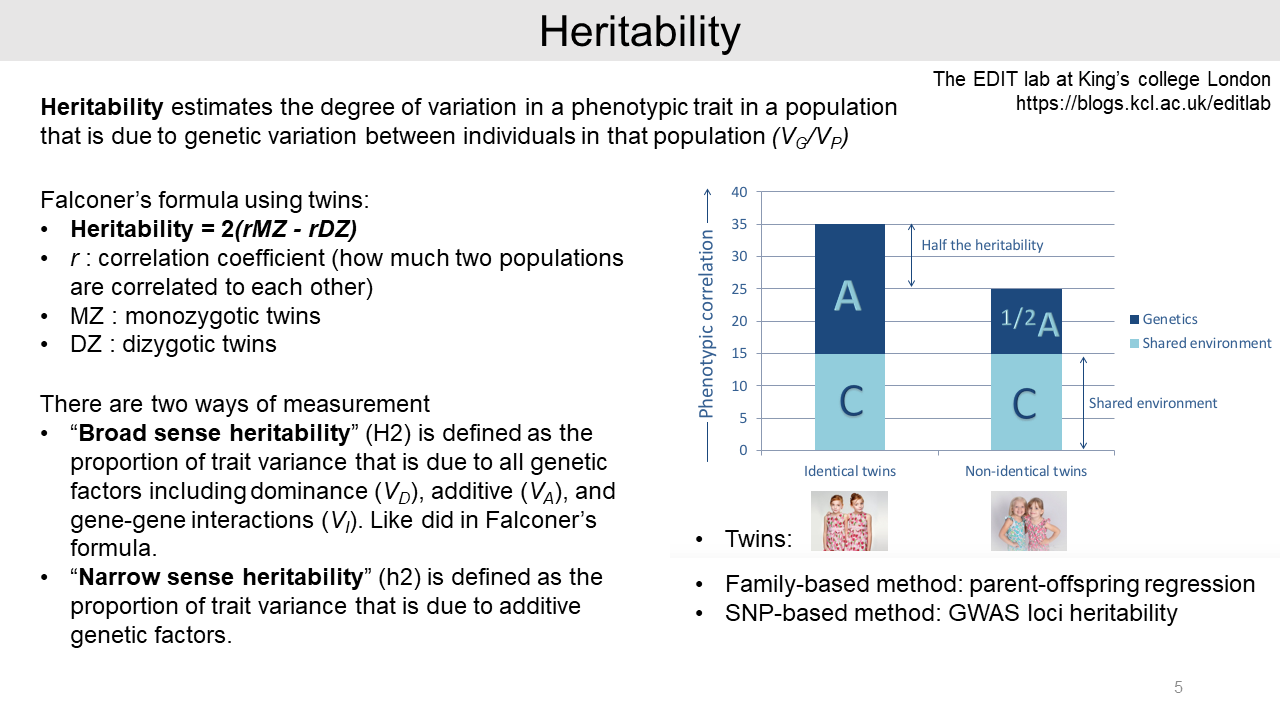 Heritability
The EDIT lab at King's college London
https://blogs.kcl.ac.uk/editlab
Heritability estimates the degree of variation in a phenotypic trait in a population
that is due to genetic variation between individuals in that population (VG/VP)
Falconer's formula using twins:
• Heritability = 2(rMZ - rDZ)
• r : correlation coefficient (how much two populations
are correlated to each other)
• MZ : monozygotic twins
• DZ : dizygotic twins
There are two ways of measurement
• “Broad sense heritability” (H2) is defined as the
proportion of trait variance that is due to all genetic
factors including dominance (VD), additive (VA), and
gene-gene interactions (VI). Like did in Falconer's
formula.
• “Narrow sense heritability” (h2) is defined as the
proportion of trait variance that is due to additive
genetic factors.
Phenotypic correlation
40
35
30
25
20
15
10
5
0
A
C
1/2A
C
Half the heritability
Shared environment
Genetics
Shared environment
Identical twins
Non-identical twins
• Twins:
• Family-based method: parent-offspring regression
• SNP-based method: GWAS loci heritability
5